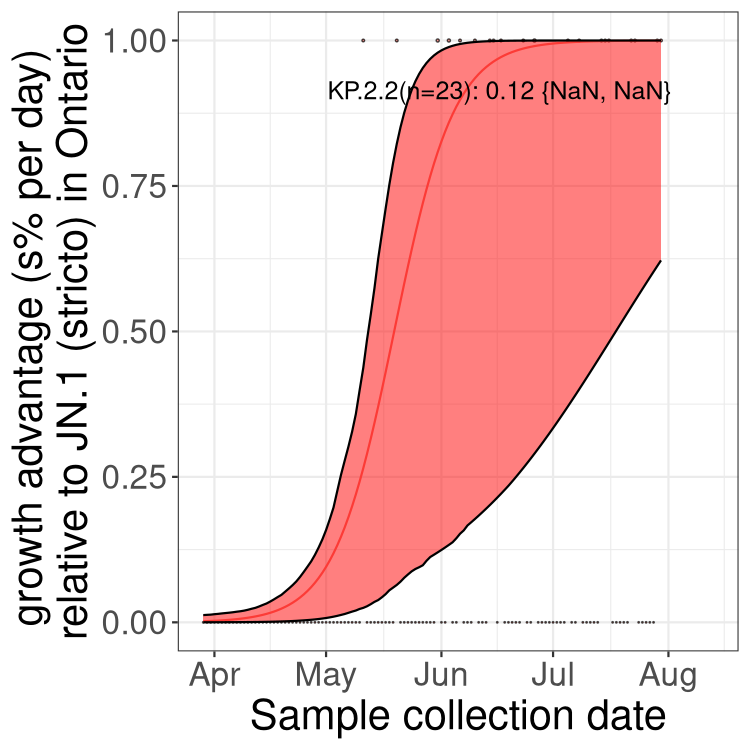 growth advantage (s% per day)
relative to JN.1 (stricto) in Ontario
1.00
0.75
0.50
0.25
0.00
KP.2.2(n=23): 0.12 {NaN, NaN}
Apr May Jun Jul Aug
Sample collection date